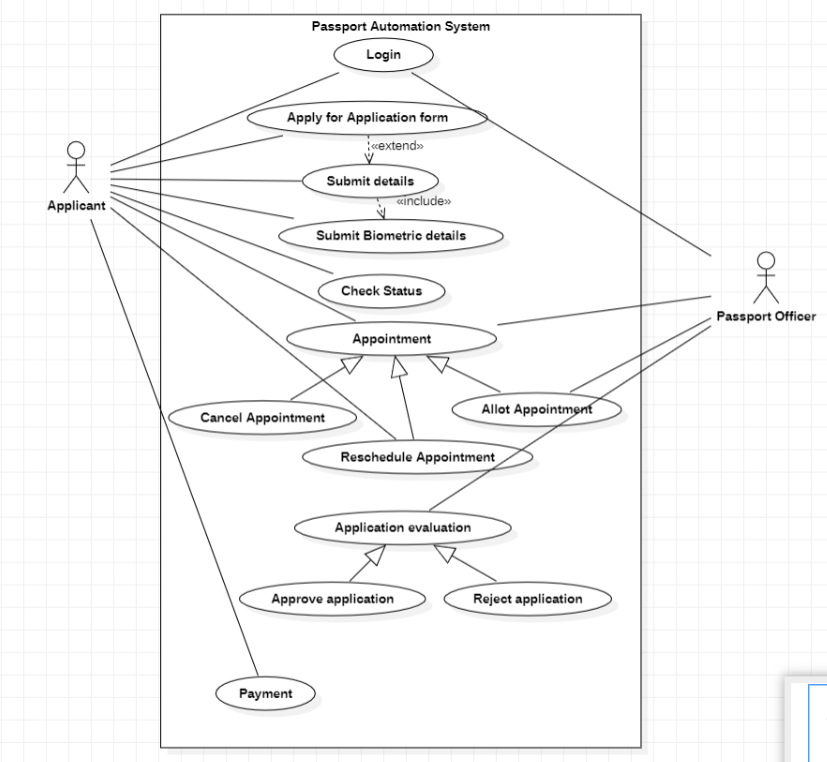 Passport Automation System
Login
Apply for Application form
«extend»
Submit details
«include»
Applicant
Submit Biometric details
Check Status
Passport Officer
Appointment
Cancel Appointment
Allot Appointment
Reschedule Appointment
Application evaluation
Approve application
Reject application
Payment